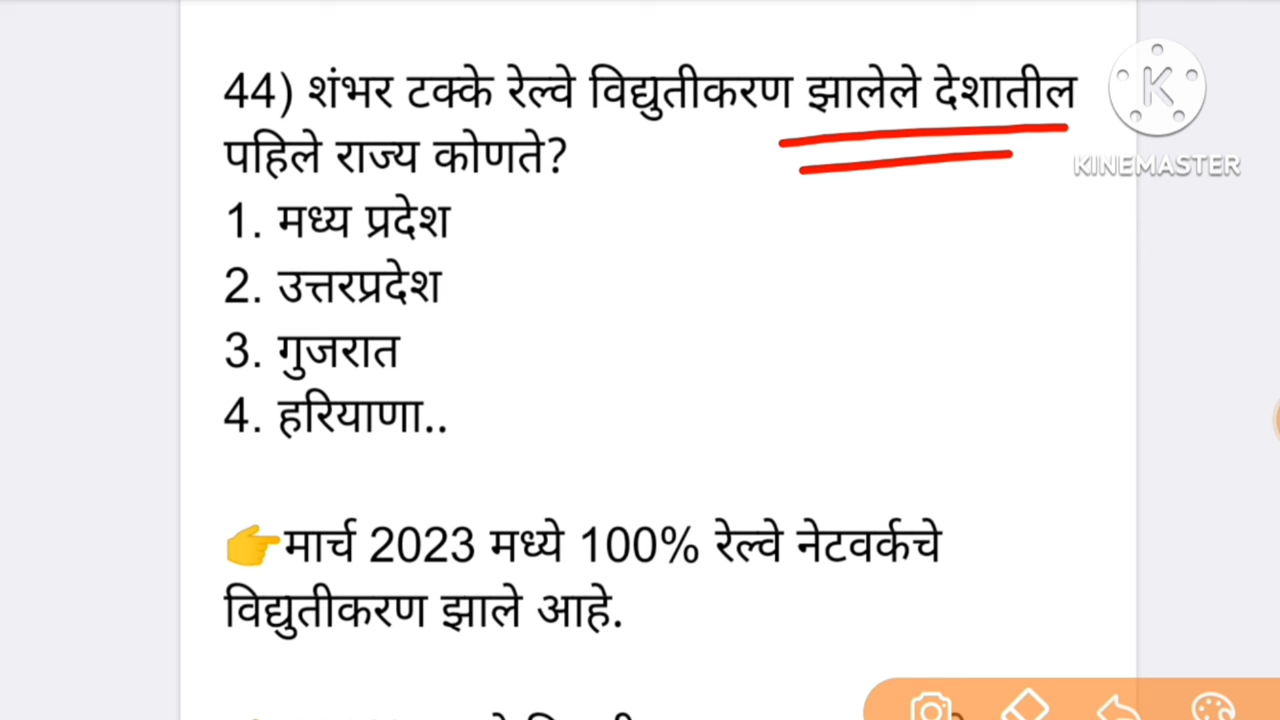 44) शंभर टक्के रेल्वे विद्युतीकरण झालेले देशातील
पहिले राज्य कोणते?
1. मध्य प्रदेश
2. उत्तरप्रदेश
3. गुजरात
4. हरियाणा..
👉मार्च 2023 मध्ये 100% रेल्वे नेटवर्कचे
विद्युतीकरण झाले आहे.
K
KINEMASTER